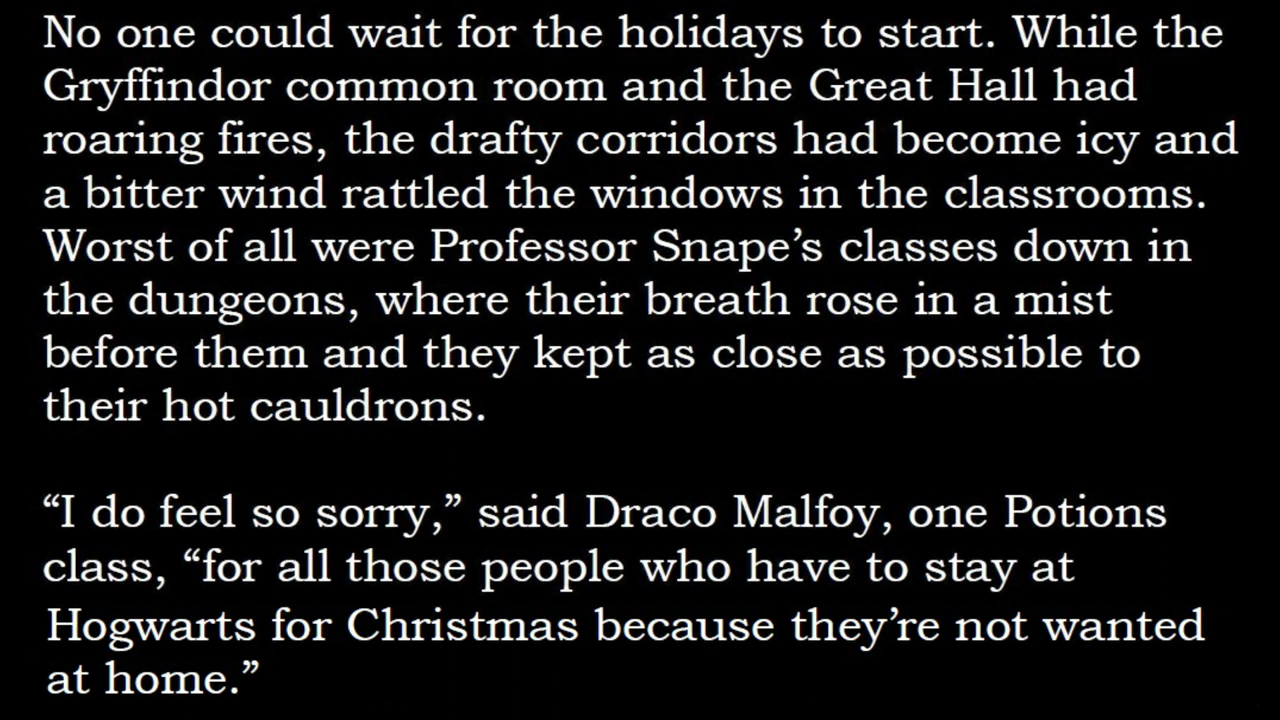 No one could wait for the holidays to start. While the
Gryffindor common room and the Great Hall had
roaring fires, the drafty corridors had become icy and
a bitter wind rattled the windows in the classrooms.
Worst of all were Professor Snape’s classes down in
the dungeons, where their breath rose in a mist
before them and they kept as close as possible to
their hot cauldrons.

“I do feel so sorry,” said Draco Malfoy, one Potions
class, “for all those people who have to stay at
Hogwarts for Christmas because they’re not wanted
at home.”